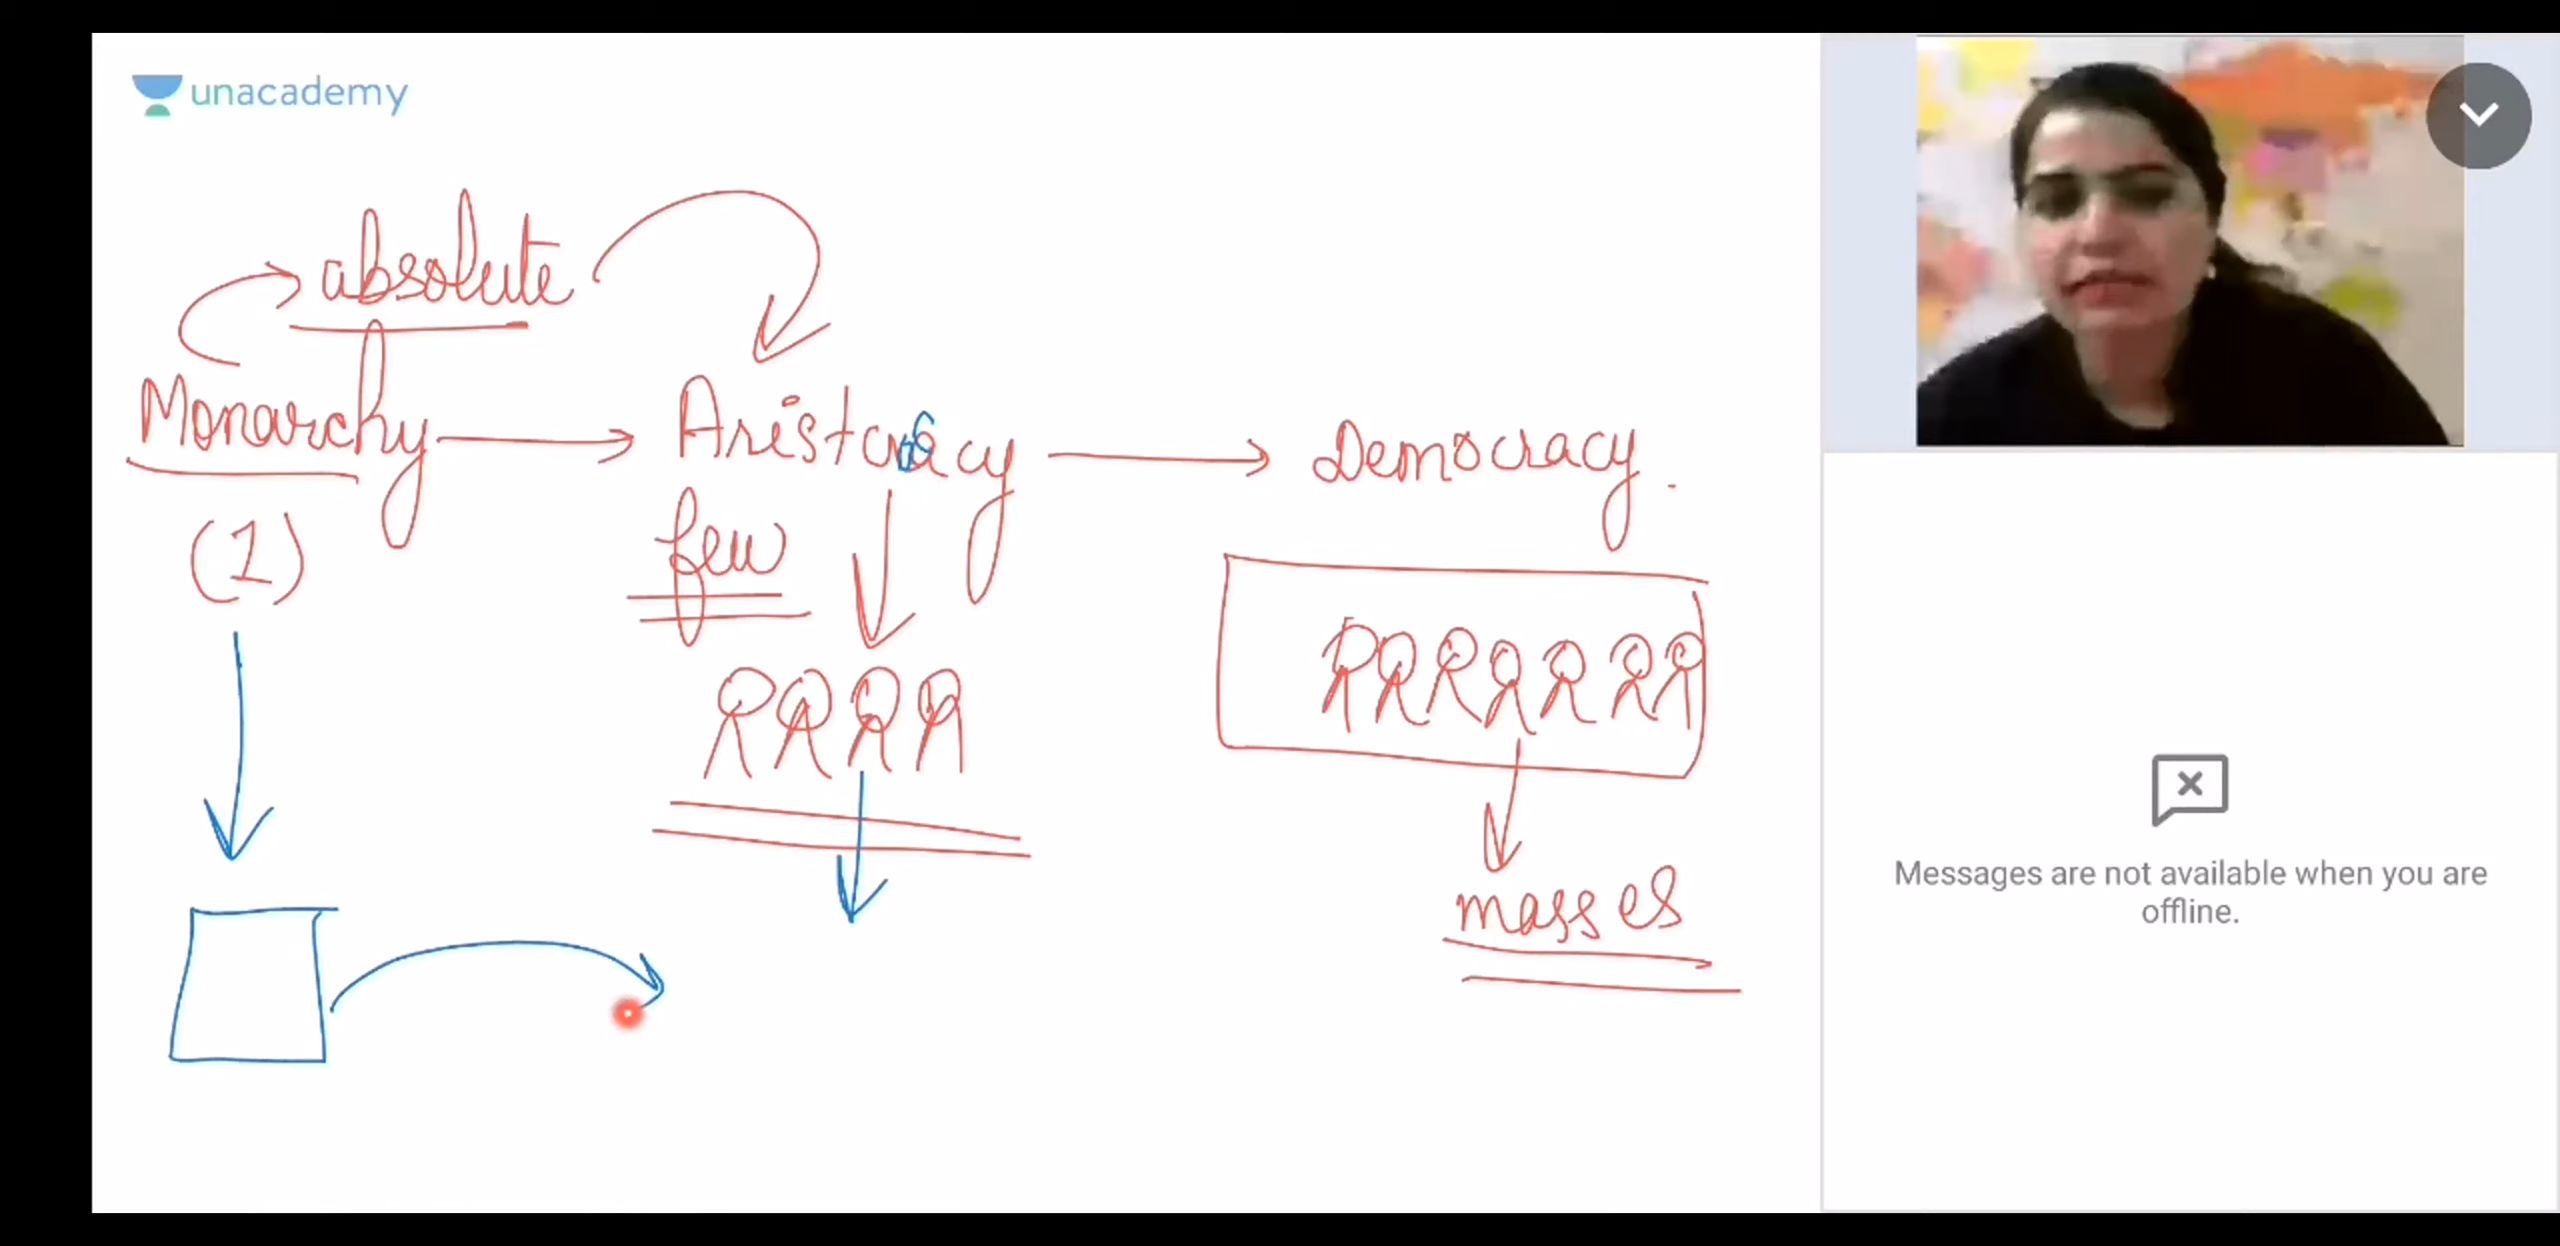 unacademy
absolute
Monarchy
Aristocracy
Democracy.
(1)
few
masses
Messages are not available when you are
offline.